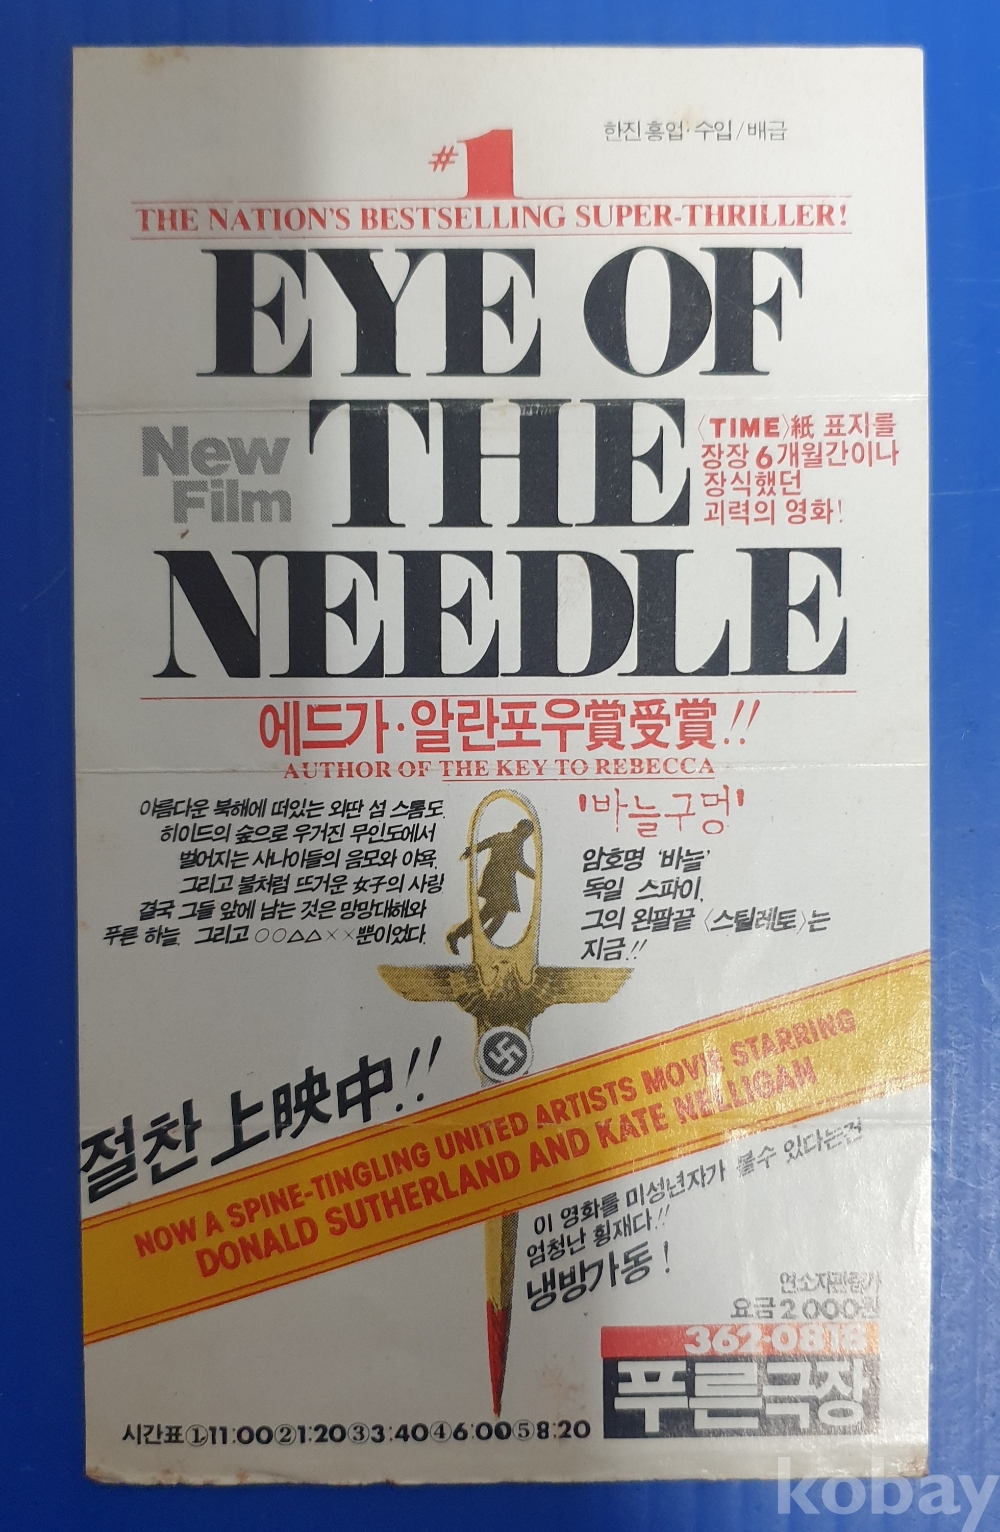 한진흥업·수입/배급
#1
THE NATION'S BESTSELLING SUPER-THRILLER!
EYE OF
THE
NEEDLE
New
Film
〈TIME〉紙 표지를
장장 6개월간이나
장식했던
괴력의 영화!
에드가·알란포우賞受賞!!
AUTHOR OF THE KEY TO REBECCA
아름다운 북해에 떠있는 외딴 섬 스톰도.
히이드의 숲으로 우거진 무인도에서
벌어지는 사나이들의 음모와 야욕.
그리고 불처럼 뜨거운 女子의 사랑
결국 그들 앞에 남는 것은 망망대해와
푸른 하늘 그리고 ○○△△××뿐이었다.
'바늘구멍'
암호명 '바늘'
독일 스파이.
그의 왼팔끝 〈스틸레토〉는
지금!!
절찬上映中!!
NOW A SPINE-TINGLING UNITED ARTISTS MOVIE STARRING
DONALD SUTHERLAND AND KATE NELLIGAN
이 영화를 미성년자가 볼수 있다는건
엄청난 횡재다!!
냉방가동!
연소자관람가
요금2000원
362-0818
푸른극장
시간표①11:00②1:20③3:40④6:00⑤8:20
kobay